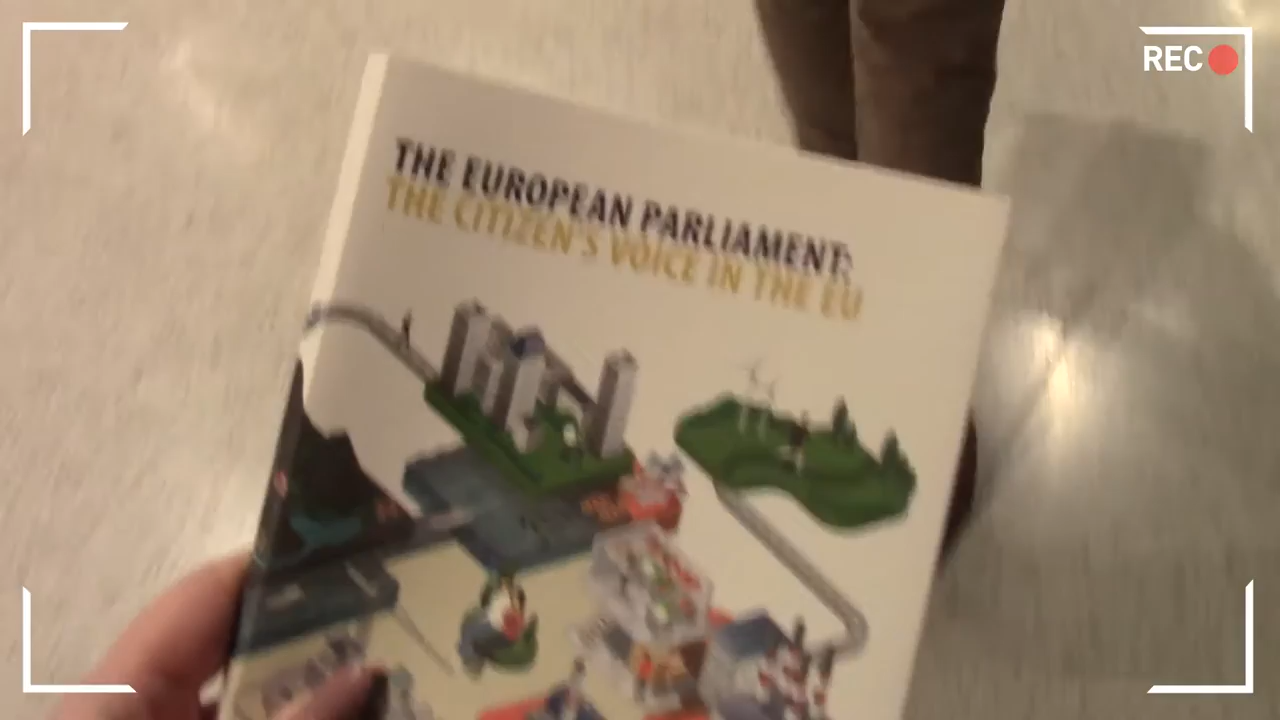 REC
THE EUROPEAN PARLIAMENT:
THE CITIZEN'S VOICE IN THE EU